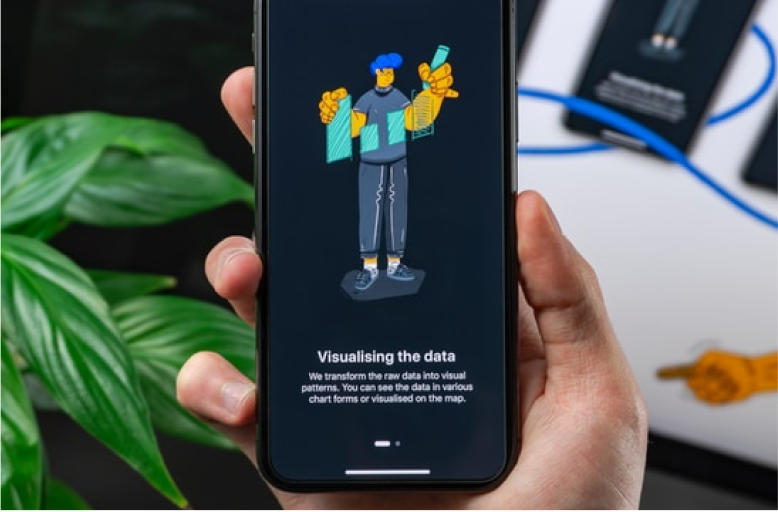 Visualising the data
We transform the raw data into visual
patterns. You can see the data in various
chart forms or visualised on the map.